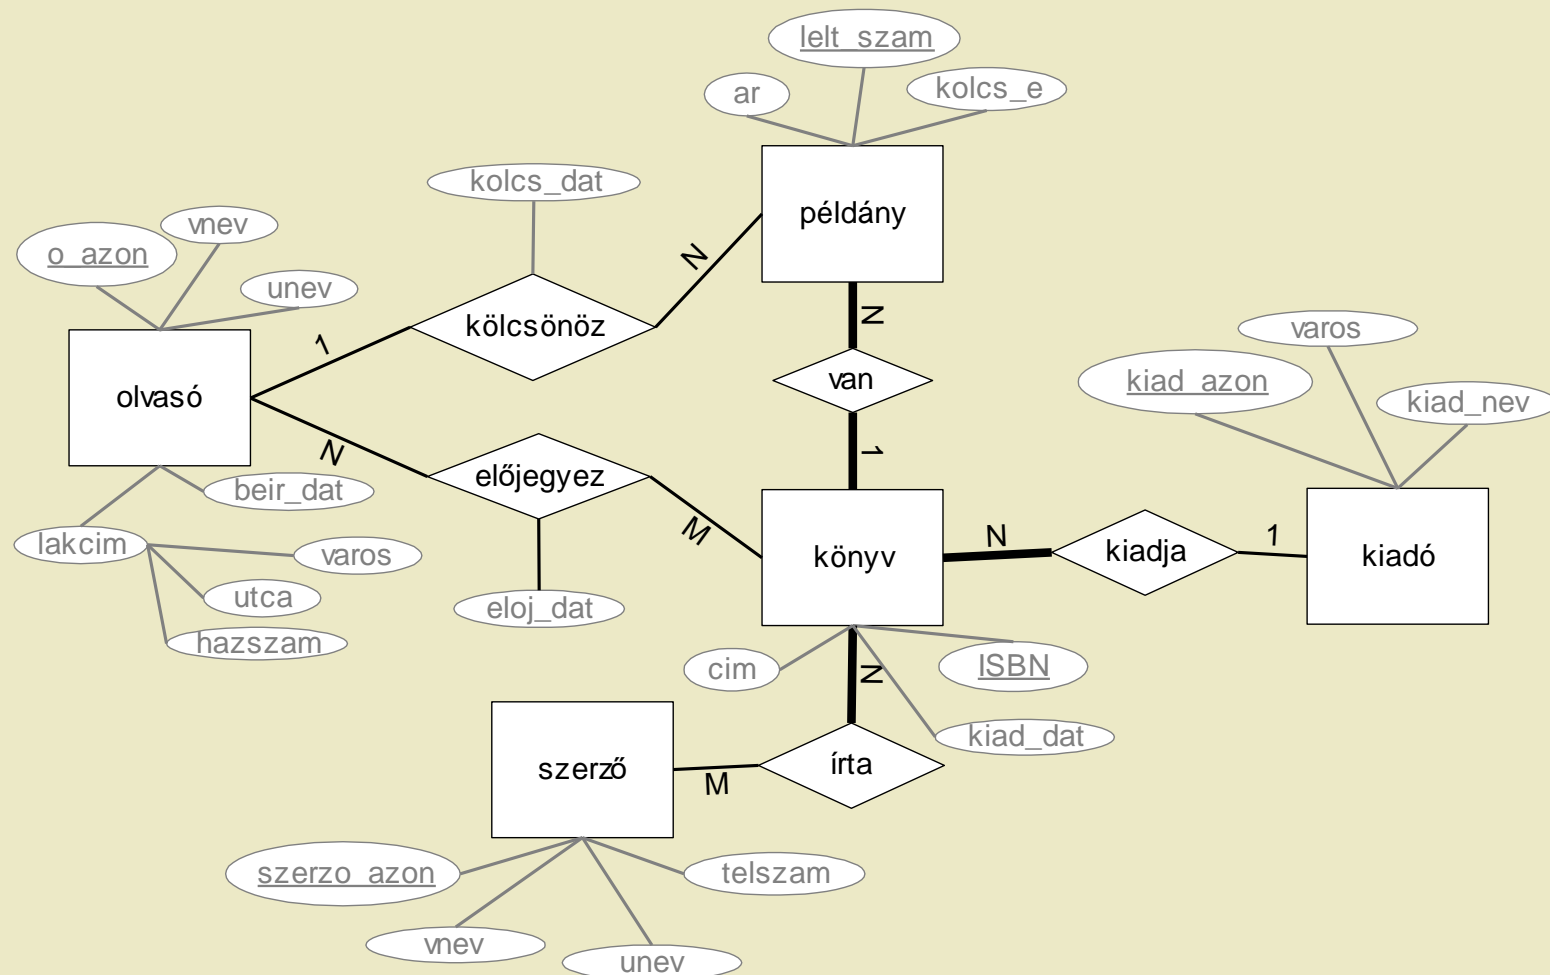 lelt_szam
ar
kolcs_e
példány
kolcs_dat
vnev
o_azon
unev
kölcsönöz
1
N
olvasó
N
van
1
varos
kiad_azon
kiad_nev
N
előjegyez
M
beir_dat
lakcim
varos
utca
hazszam
eloj_dat
könyv
N
kiadja
1
kiadó
cim
N
ISBN
kiad_dat
szerző
M
írta
szerzo_azon
telszam
vnev
unev